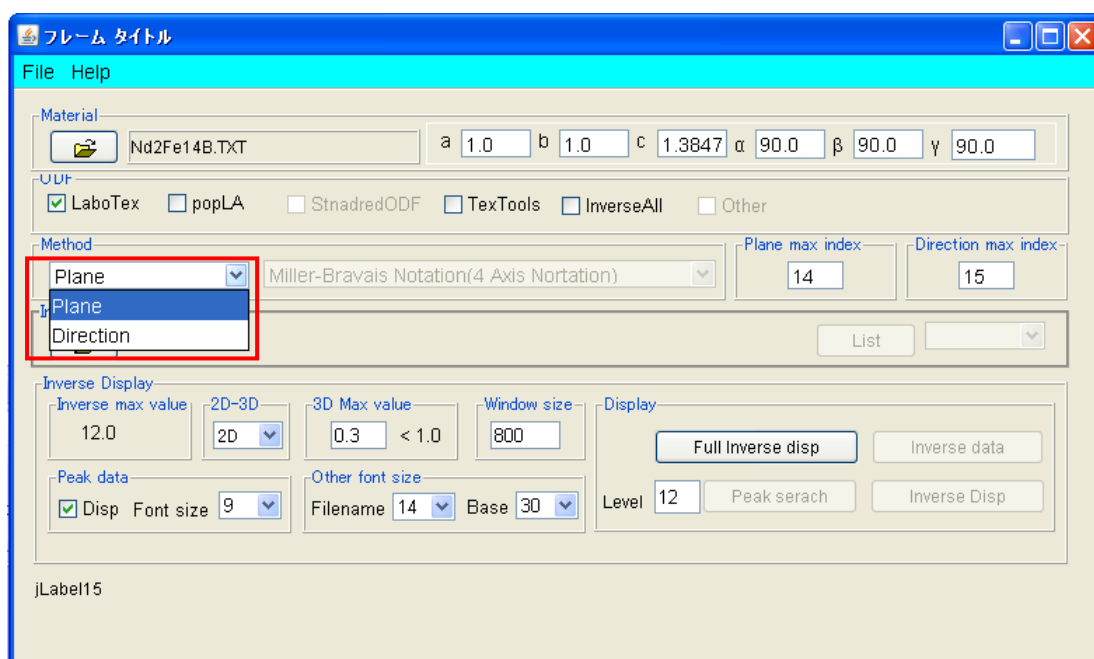 フレーム タイトル
File Help
Material
Nd2Fe14B.TXT a 1.0 b 1.0 c 1.3847 α 90.0 β 90.0 γ 90.0
ODF
LaboTex popLA StnadredODF TexTools InverseAll Other
Method Plane max index Direction max index
Plane Miller-Bravais Notation(4 Axis Nortation) 14 15
Plane
Direction
List
Inverse Display
Inverse max value 2D-3D 3D Max value Window size Display
12.0 2D 0.3 < 1.0 800
Full Inverse disp Inverse data
Peak data Other font size
Disp Font size 9 Filename 14 Base 30 Level 12 Peak serach Inverse Disp
jLabel15